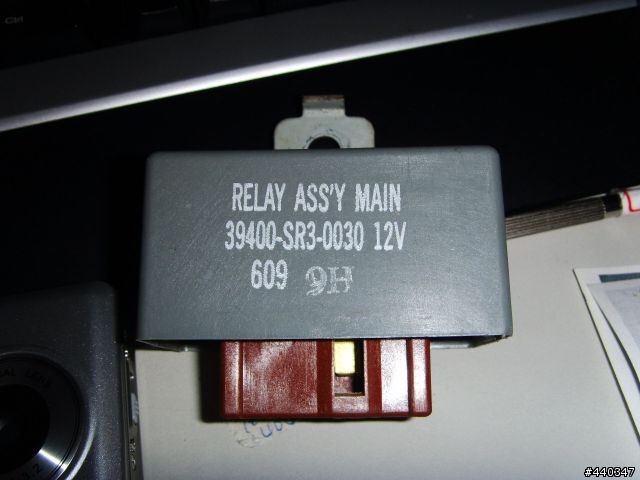 RELAY ASS'Y MAIN
39400-SR3-0030 12V
609 9H
#440347